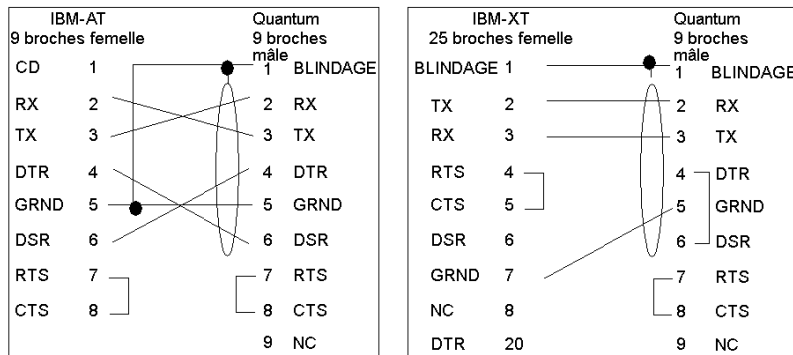 IBM-AT
9 broches femelle
Quantum
9 broches
mâle
CD 1 1 BLINDAGE
RX 2 2 RX
TX 3 3 TX
DTR 4 4 DTR
GRND 5 5 GRND
DSR 6 6 DSR
RTS 7 7 RTS
CTS 8 8 CTS
9 NC
IBM-XT
25 broches femelle
Quantum
9 broches
mâle
BLINDAGE 1 1 BLINDAGE
TX 2 2 RX
RX 3 3 TX
RTS 4 4 DTR
CTS 5 5 GRND
DSR 6 6 DSR
GRND 7 7 RTS
NC 8 8 CTS
DTR 20 9 NC